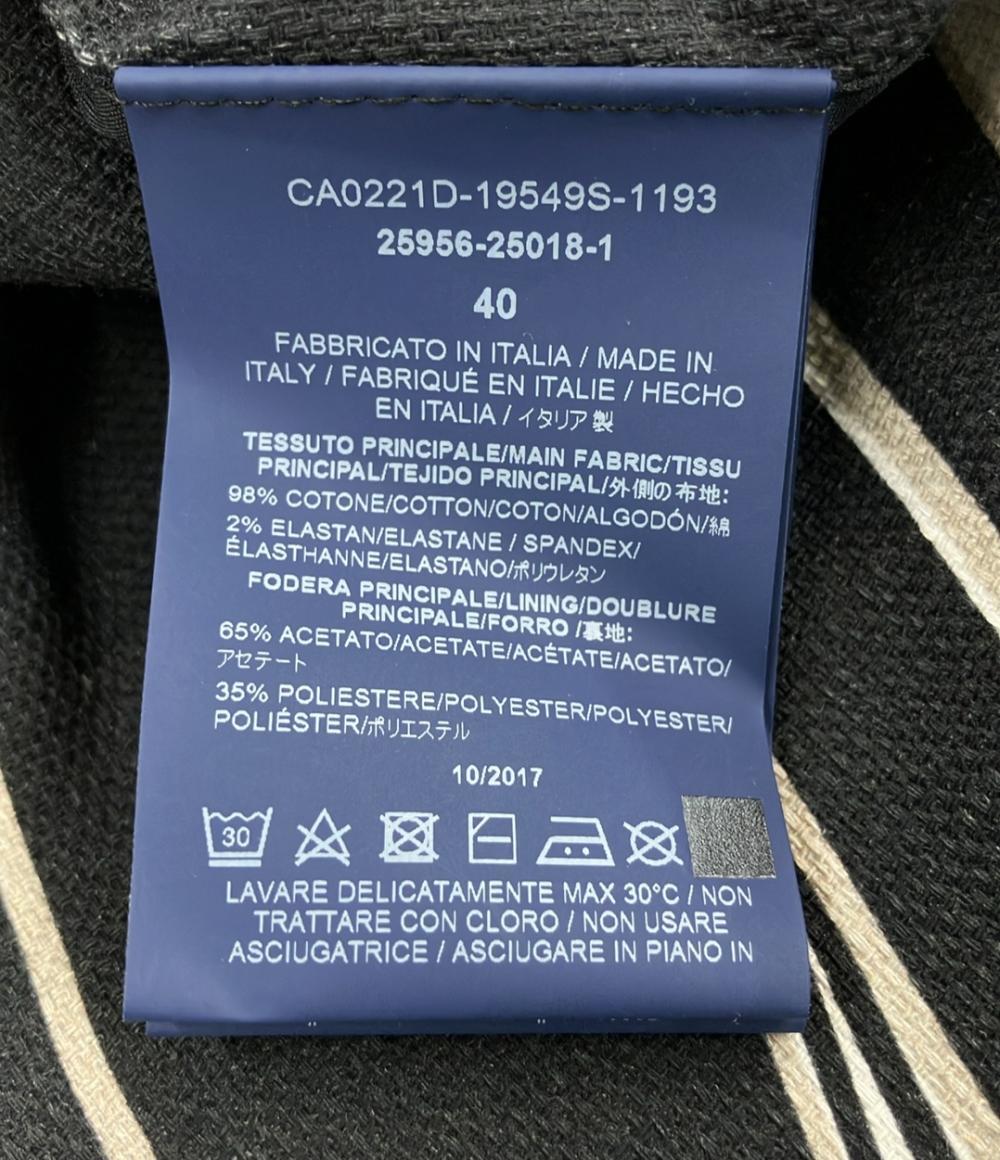 CA0221D-19549S-1193
25956-25018-1
40
FABBRICATO IN ITALIA / MADE IN
ITALY / FABRIQUÉ EN ITALIE / HECHO
EN ITALIA / イタリア製
TESSUTO PRINCIPALE/MAIN FABRIC/TISSU
PRINCIPAL/TEJIDO PRINCIPAL/外側の布地:
98% COTONE/COTTON/COTON/ALGODÓN/綿
2% ELASTAN/ELASTANE / SPANDEX/
ÉLASTHANNE/ELASTANO/ポリウレタン
FODERA PRINCIPALE/LINING/DOUBLURE
PRINCIPALE/FORRO /裏地:
65% ACETATO/ACETATE/ACÉTATE/ACETATO/
アセテート
35% POLIESTERE/POLYESTER/POLYESTER/
POLIÉSTER/ポリエステル
10/2017
30
LAVARE DELICATAMENTE MAX 30°C / NON
TRATTARE CON CLORO / NON USARE
ASCIUGATRICE / ASCIUGARE IN PIANO IN